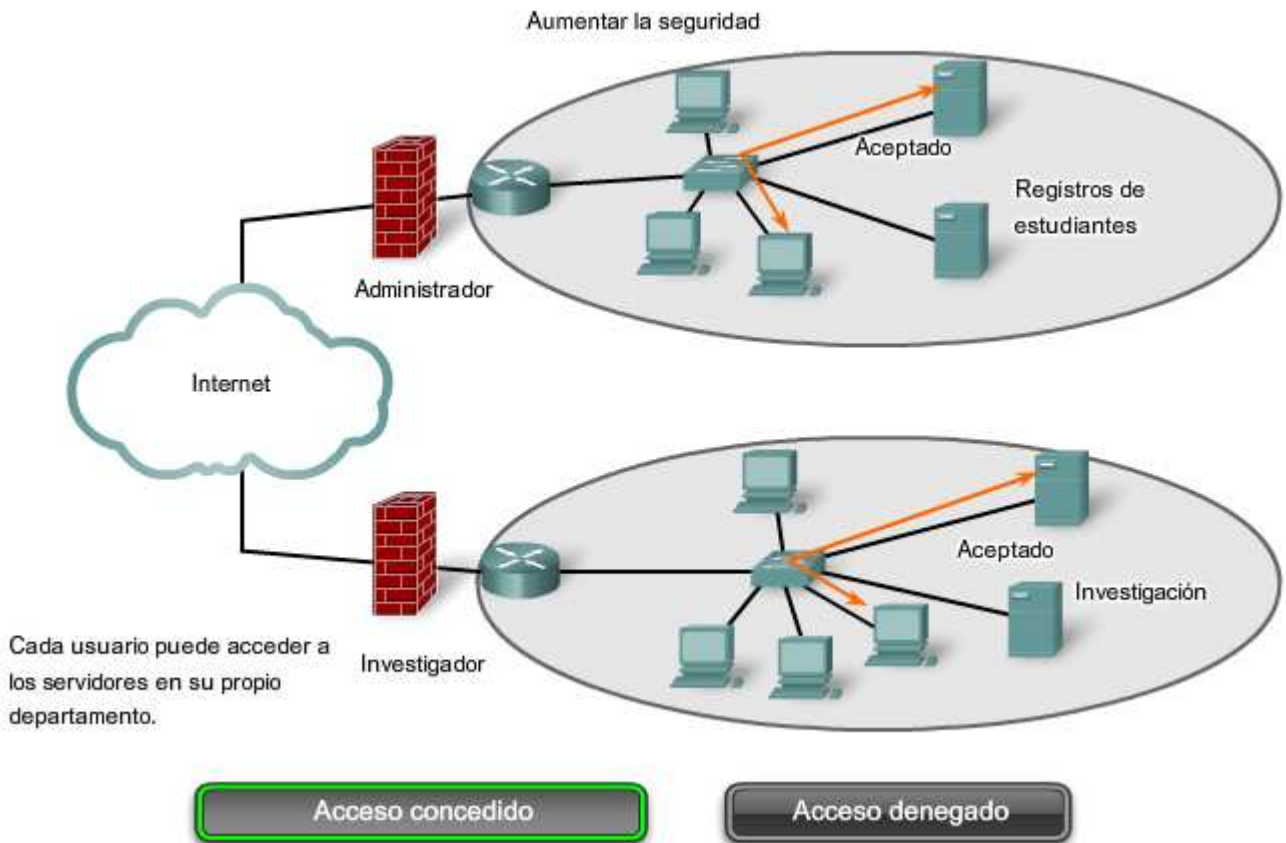 Aumentar la seguridad
Aceptado
Registros de
estudiantes
Administrador
Internet
Aceptado
Investigación
Investigador
Cada usuario puede acceder a
los servidores en su propio
departamento.
Acceso concedido
Acceso denegado